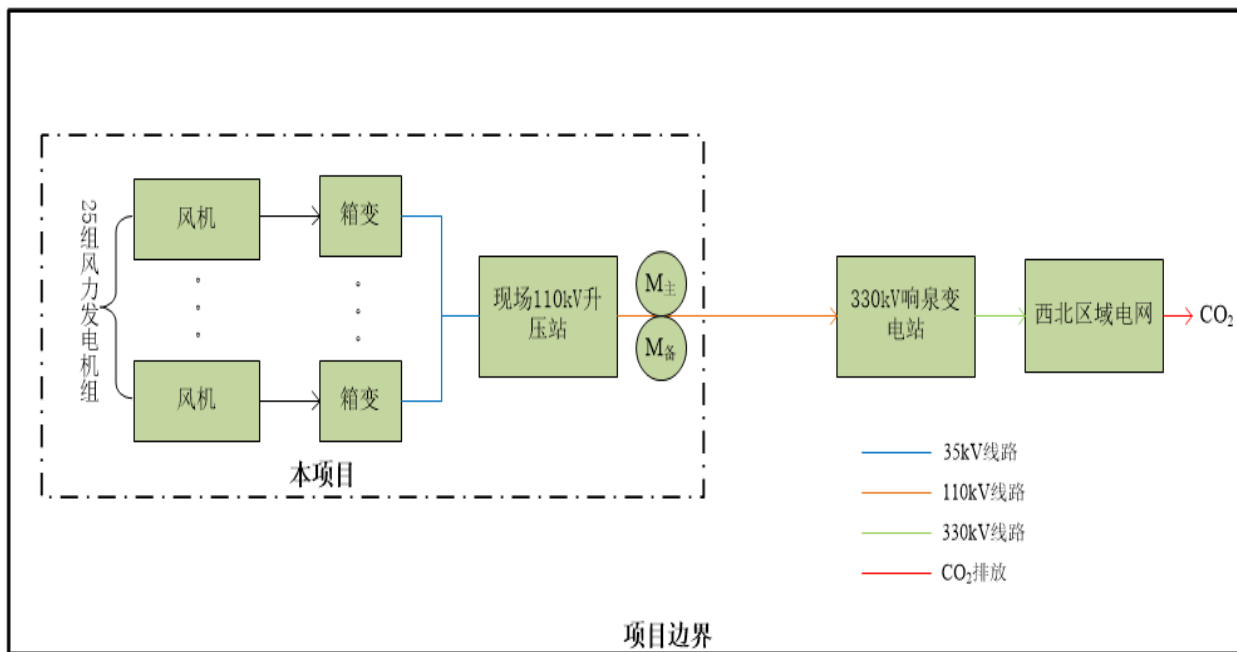 25组风力发电机组
风机
箱变
风机
箱变
现场110kV升
压站
M主
M备
330kV响泉变
电站
西北区域电网
CO₂
本项目
35kV线路
110kV线路
330kV线路
CO₂排放
项目边界